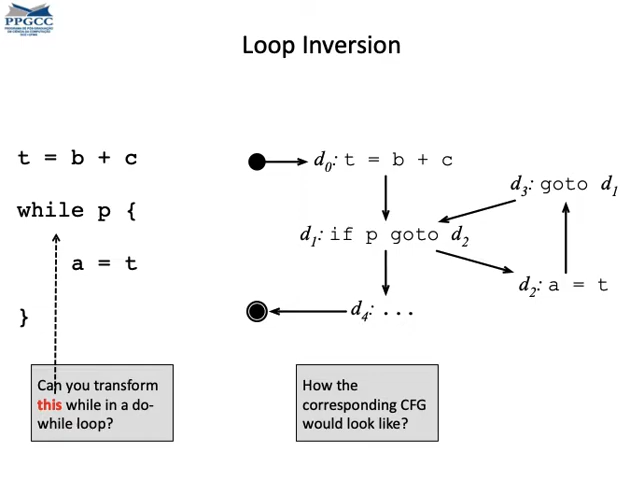 PPGCC
Loop Inversion
t = b + c
while p {
a = t
}
d0: t = b + c
d3: goto d1
d1: if p goto d2
d2: a = t
d4: ...
Can you transform
this while in a do-
while loop?
How the
corresponding CFG
would look like?